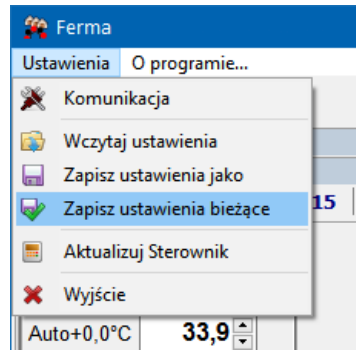 Ferma
Ustawienia O programie...
Komunikacja
Wczytaj ustawienia
Zapisz ustawienia jako
Zapisz ustawienia bieżące
15
Aktualizuj Sterownik
Wyjście
Auto+0,0°C 33,9